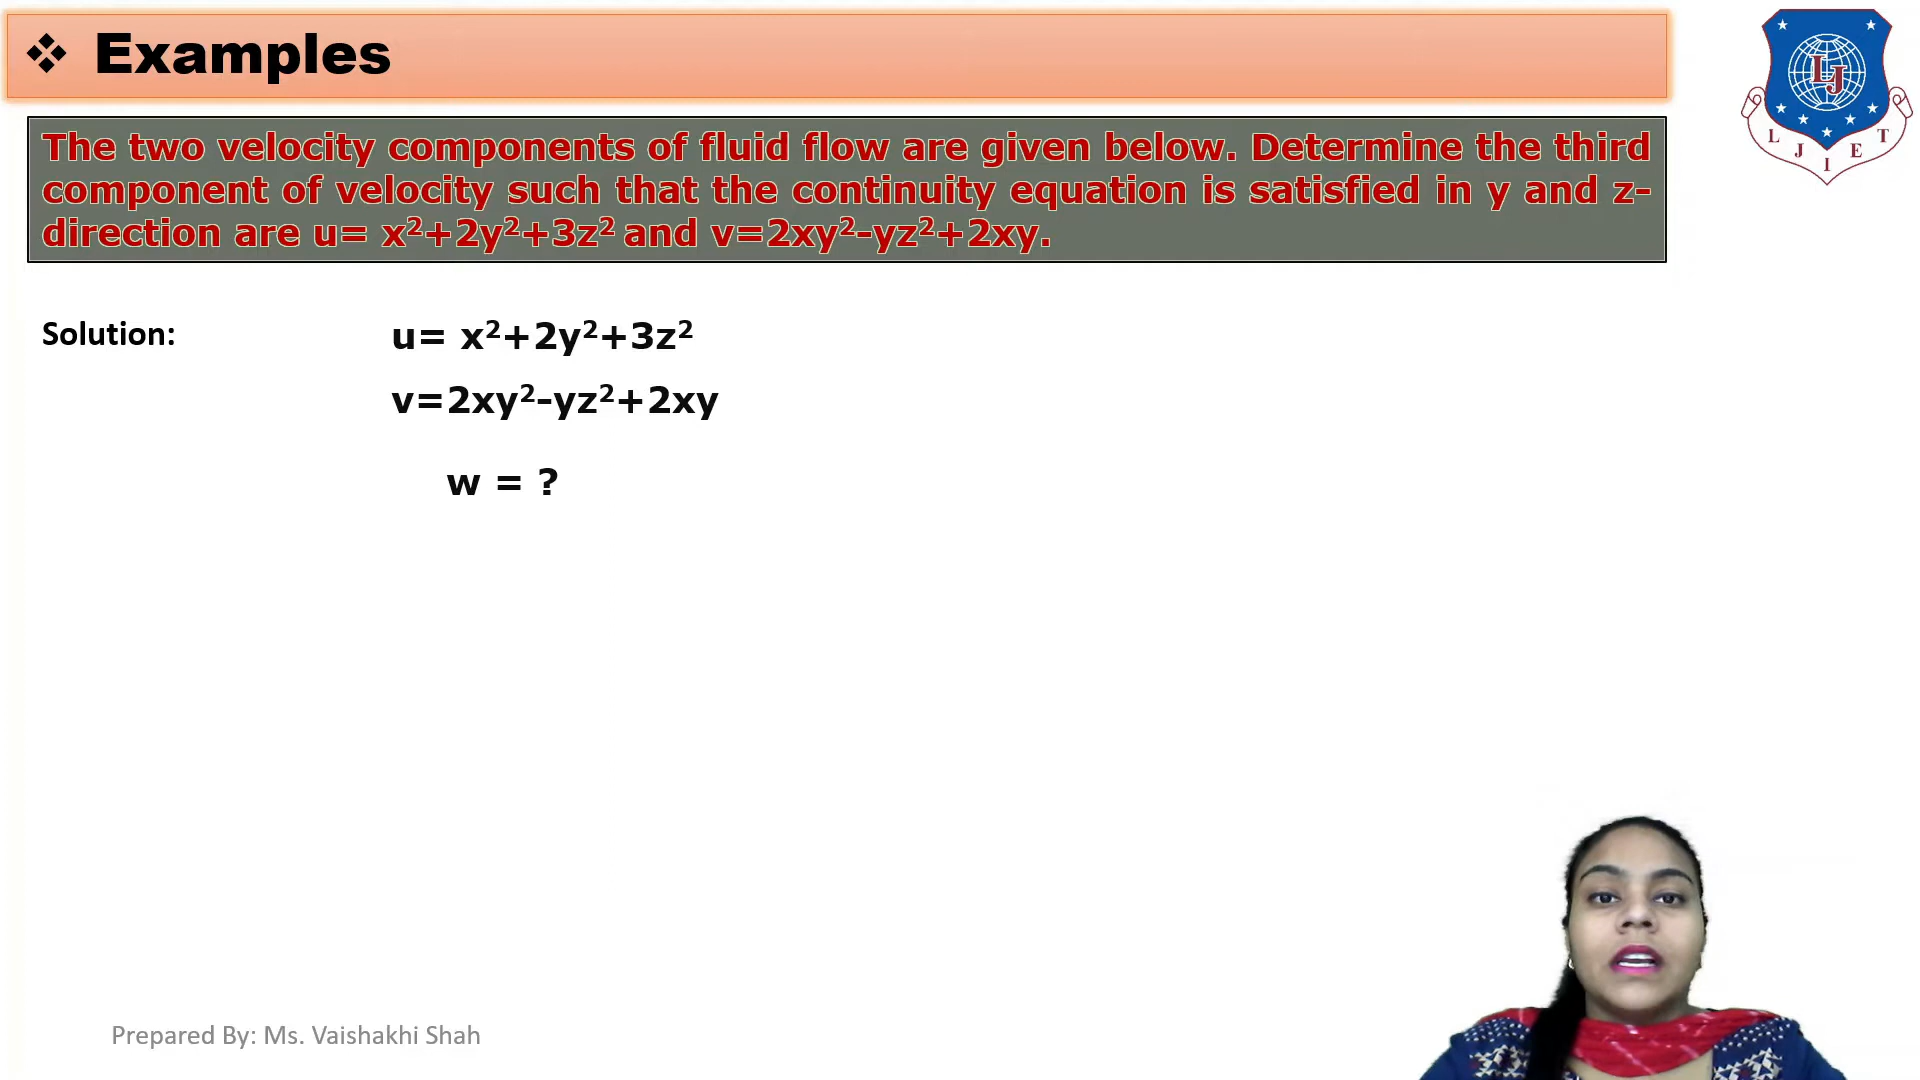 ❖ Examples
The two velocity components of fluid flow are given below. Determine the third
component of velocity such that the continuity equation is satisfied in y and z-
direction are u= x²+2y²+3z² and v=2xy²-yz²+2xy.
Solution:
u= x²+2y²+3z²
v=2xy²-yz²+2xy
w = ?
Prepared By: Ms. Vaishakhi Shah
LJ
L J I E T